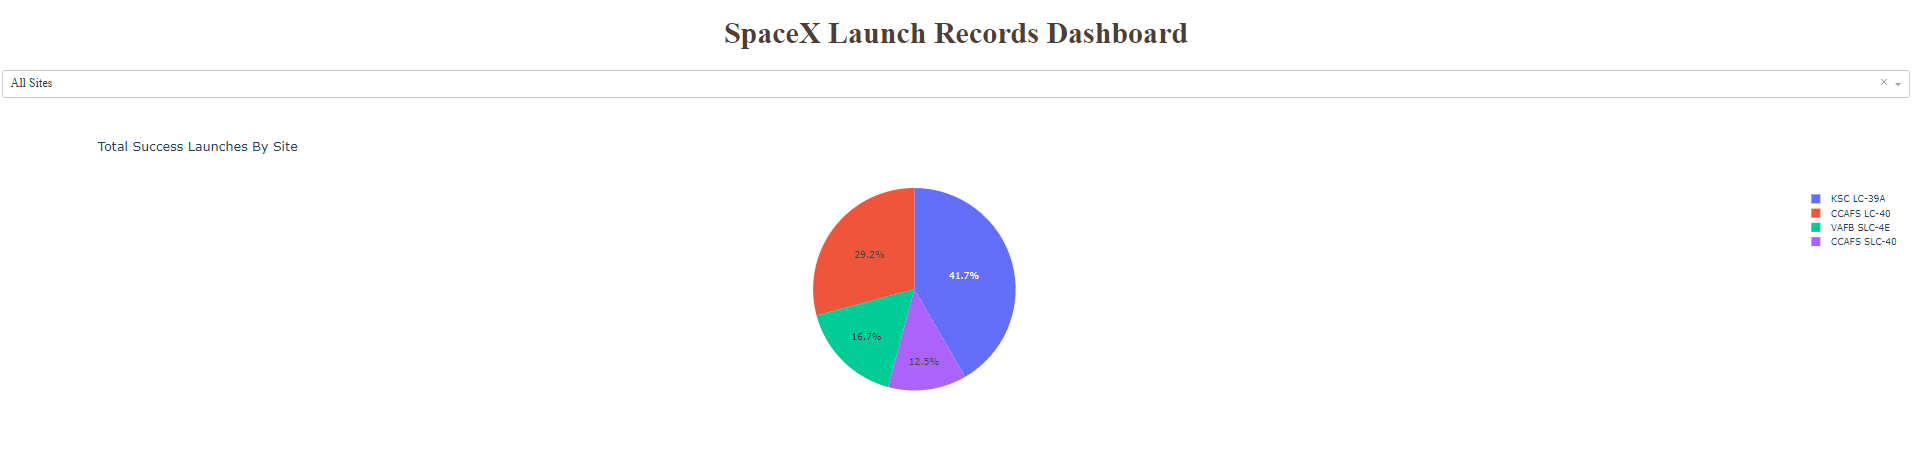 SpaceX Launch Records Dashboard
All Sites
Total Success Launches By Site
KSC LC-39A
CCAFS LC-40
VAFB SLC-4E
CCAFS SLC-40
29.2%
41.7%
16.7%
12.5%